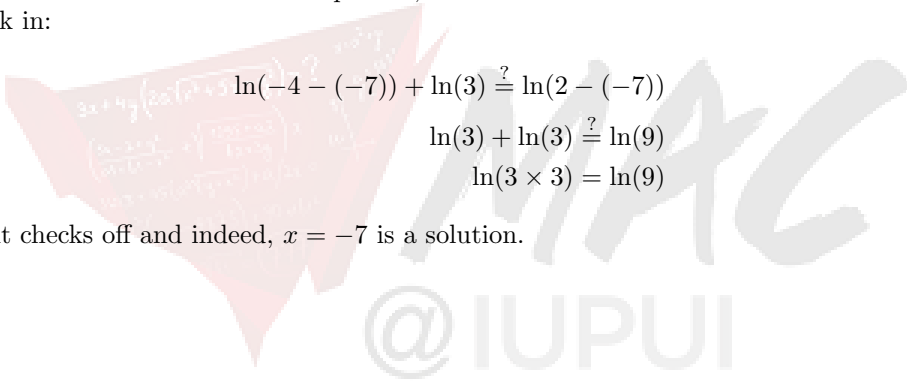 k in:
ln(−4 − (−7)) + ln(3) ≟ ln(2 − (−7))
ln(3) + ln(3) ≟ ln(9)
ln(3 × 3) = ln(9)
t checks off and indeed, x = −7 is a solution.
MAC
@IUPUI